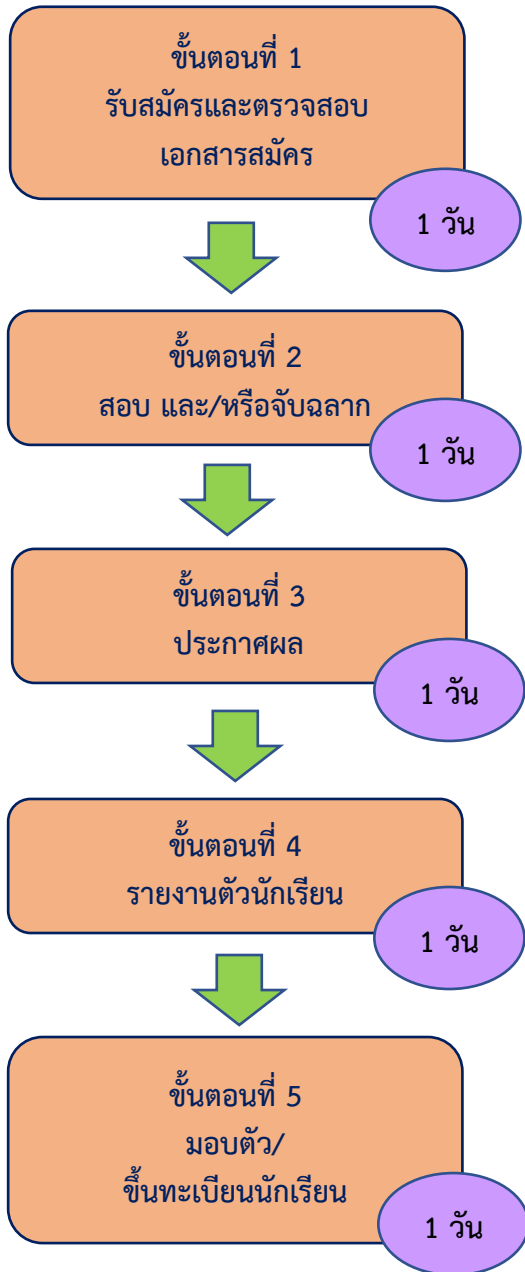 ขั้นตอนที่ 1
รับสมัครและตรวจสอบ
เอกสารสมัคร
1 วัน
ขั้นตอนที่ 2
สอบ และ/หรือจับฉลาก
1 วัน
ขั้นตอนที่ 3
ประกาศผล
1 วัน
ขั้นตอนที่ 4
รายงานตัวนักเรียน
1 วัน
ขั้นตอนที่ 5
มอบตัว/
ขึ้นทะเบียนนักเรียน
1 วัน